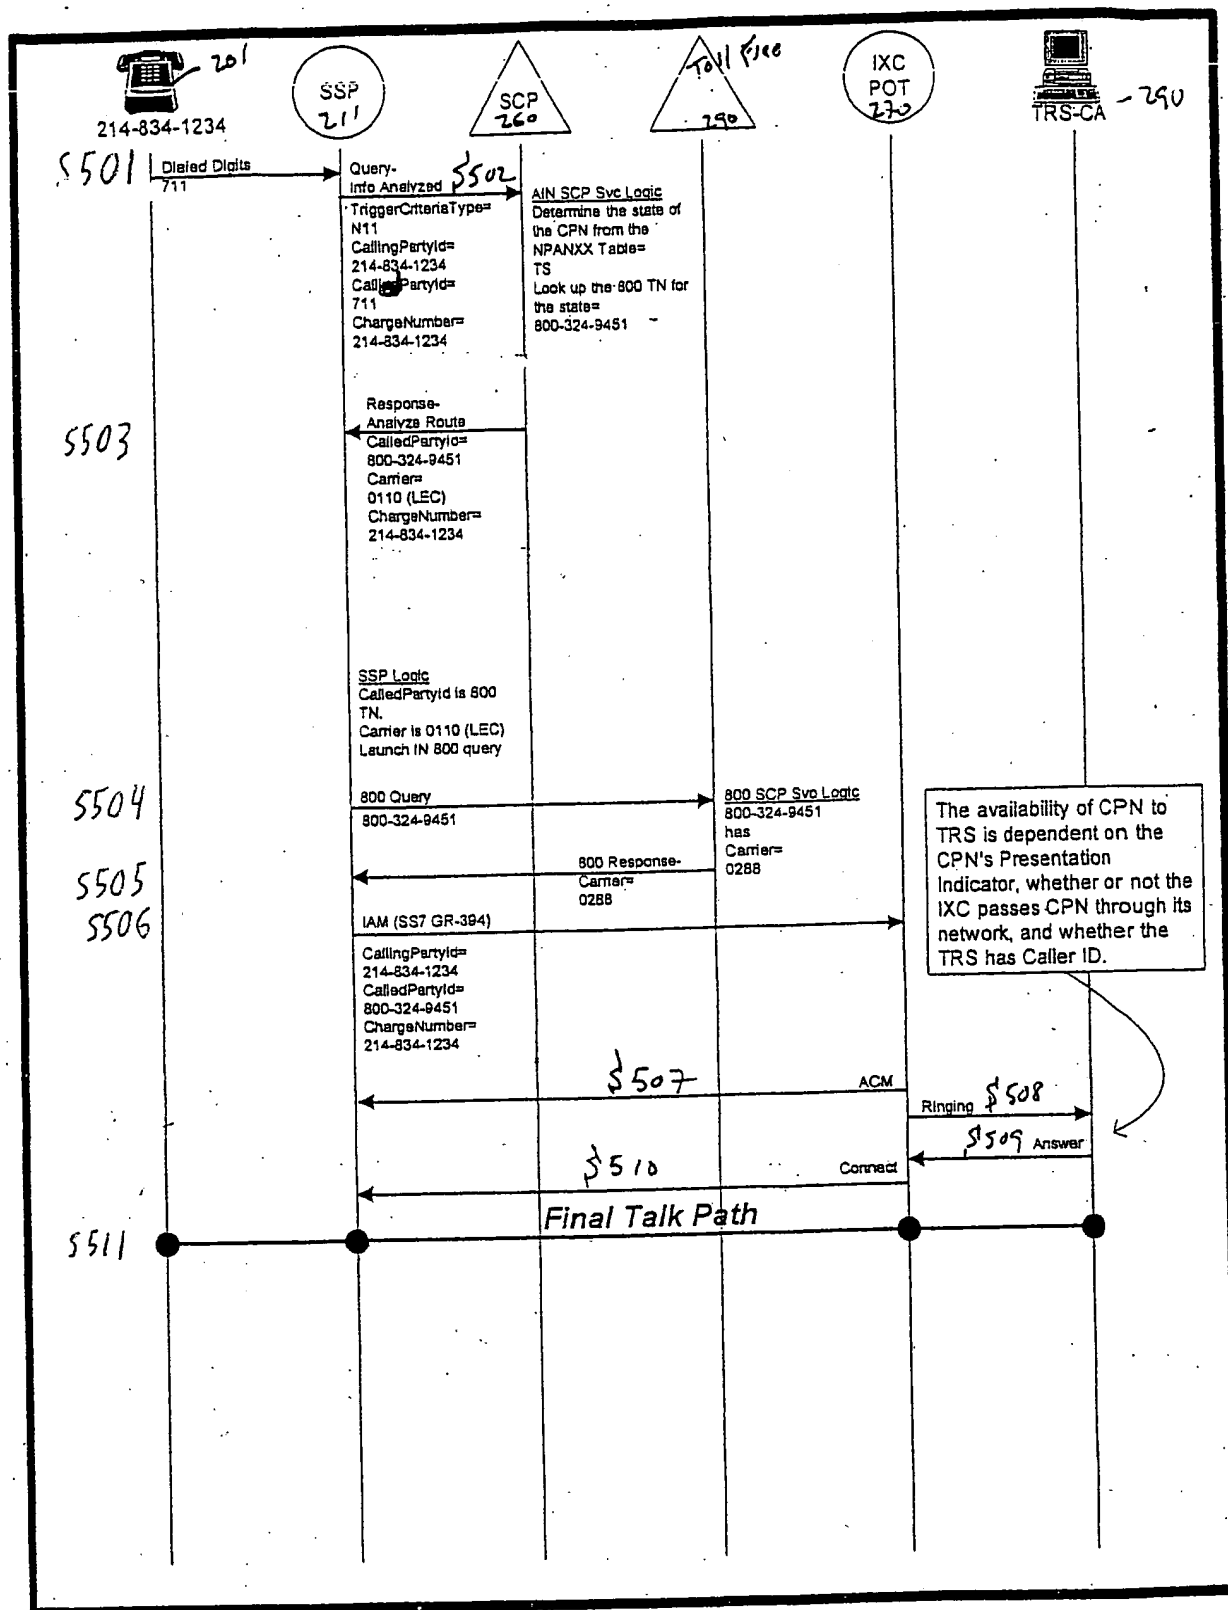 201
214-834-1234
SSP
211
SCP
260
Toll Free
290
IXC
POT
270
TRS-CA
290
S501
Dialed Digits
711
Query-
Info Analyzed
S502
TriggerCriteriaType=
N11
CallingPartyId=
214-834-1234
CalledPartyId=
711
ChargeNumber=
214-834-1234
AIN SCP Svc Logic
Determine the state of
the CPN from the
NPANXX Table=
TS
Look up the 800 TN for
the state=
800-324-9451
S503
Response-
Analyze Route
CalledPartyId=
800-324-9451
Carrier=
0110 (LEC)
ChargeNumber=
214-834-1234
SSP Logic
CalledPartyId is 800
TN.
Carrier is 0110 (LEC)
Launch IN 800 query
S504
800 Query
800-324-9451
800 SCP Svc Logic
800-324-9451
has
Carrier=
0288
S505
800 Response-
Carrier=
0288
S506
IAM (SS7 GR-394)
CallingPartyId=
214-834-1234
CalledPartyId=
800-324-9451
ChargeNumber=
214-834-1234
The availability of CPN to
TRS is dependent on the
CPN's Presentation
Indicator, whether or not the
IXC passes CPN through its
network, and whether the
TRS has Caller ID.
S507
ACM
Ringing
S508
S509
Answer
S510
Connect
Final Talk Path
S511